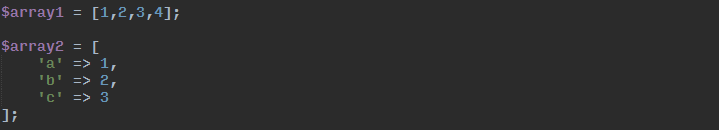 $array1 = [1,2,3,4];
$array2 = [
    'a' => 1,
    'b' => 2,
    'c' => 3
];